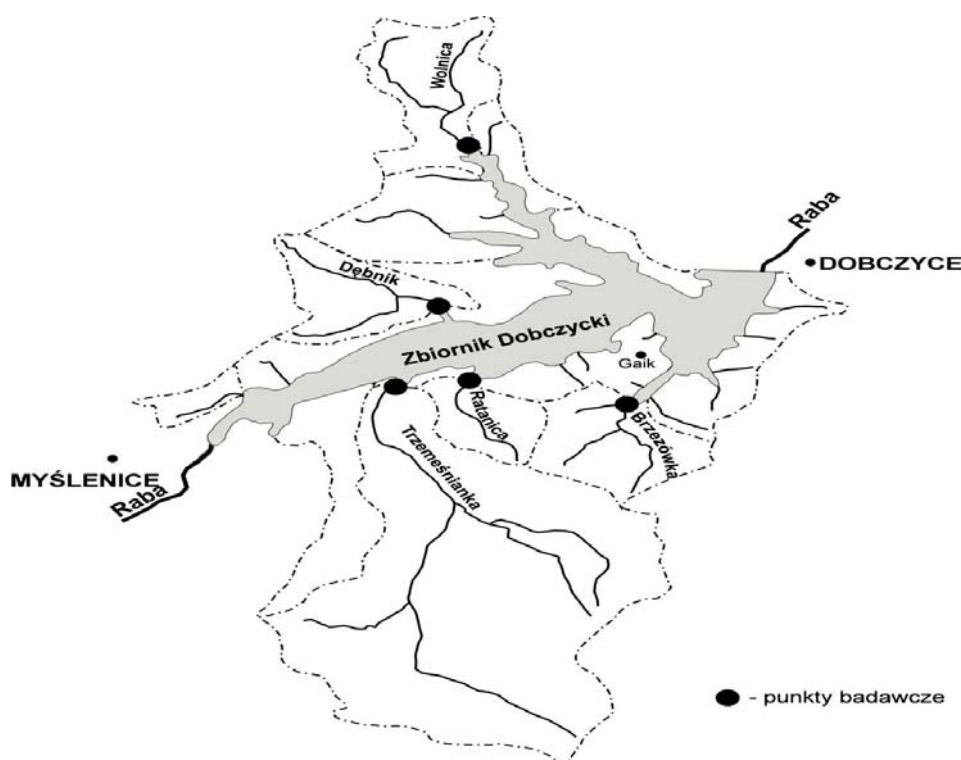 Wolnica
Raba
DOBCZYCE
Dębnik
Zbiornik Dobczycki
Gaik
Ratanica
Brzezówka
Trzemeśnianka
MYŚLENICE
Raba
- punkty badawcze